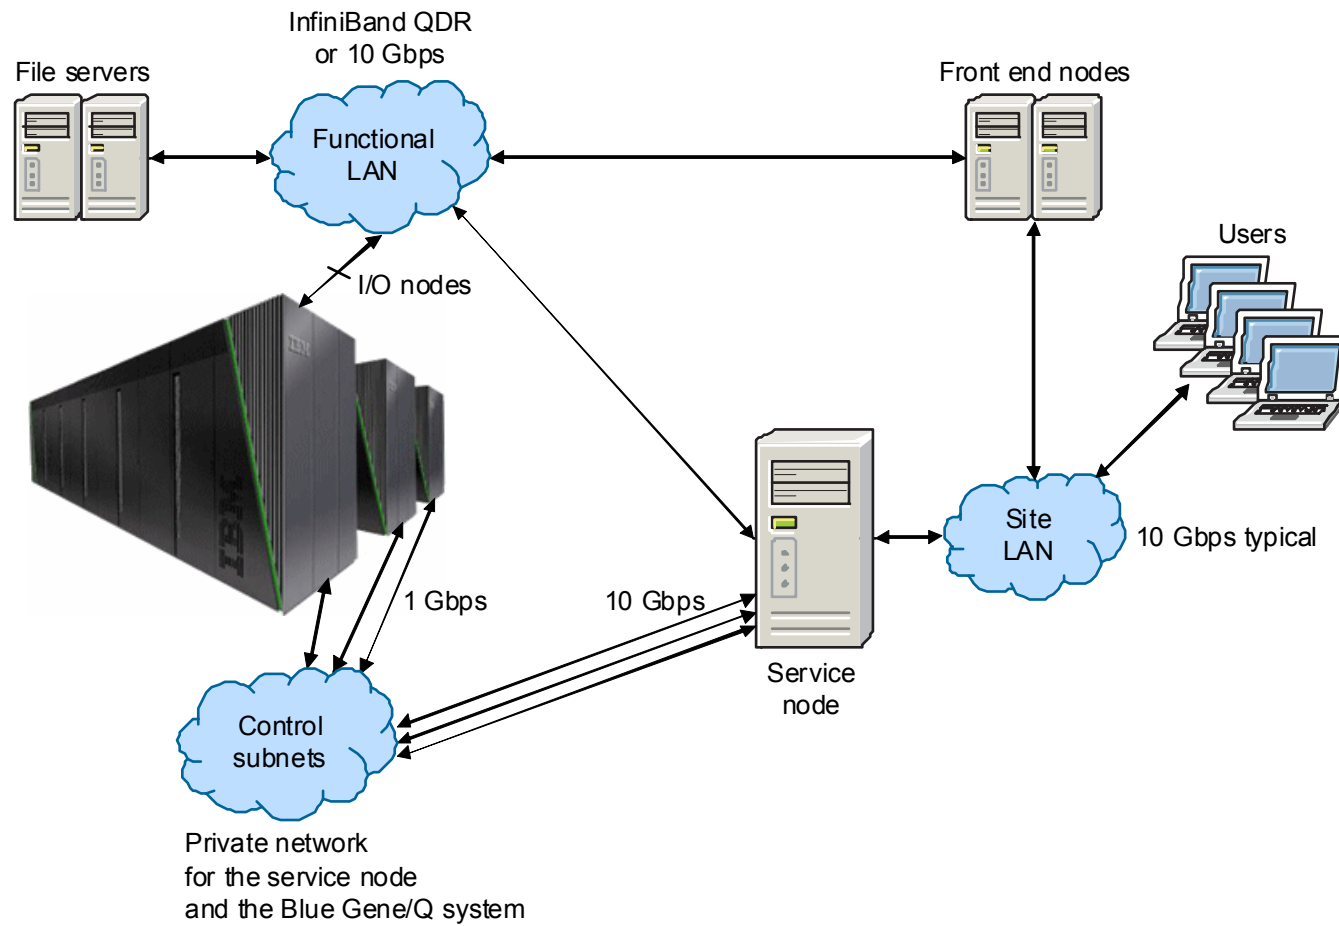 InfiniBand QDR
or 10 Gbps
File servers
Front end nodes
Functional
LAN
Users
I/O nodes
IBM
IBM
Site
LAN
10 Gbps typical
1 Gbps
10 Gbps
Service
node
Control
subnets
Private network
for the service node
and the Blue Gene/Q system